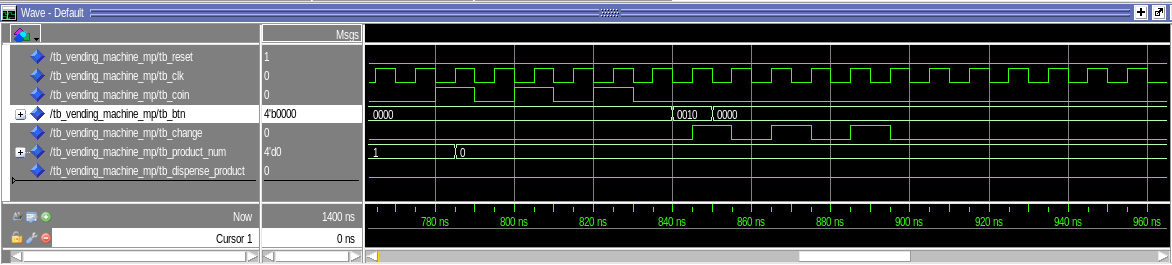 Wave - Default
Msgs
/tb_vending_machine_mp/tb_reset 1
/tb_vending_machine_mp/tb_clk 0
/tb_vending_machine_mp/tb_coin 0
/tb_vending_machine_mp/tb_btn 4'b0000 0000 0010 0000
/tb_vending_machine_mp/tb_change 0
/tb_vending_machine_mp/tb_product_num 4'd0 1 0
/tb_vending_machine_mp/tb_dispense_product 0
Now 1400 ns 780 ns 800 ns 820 ns 840 ns 860 ns 880 ns 900 ns 920 ns 940 ns 960 ns
Cursor 1 0 ns